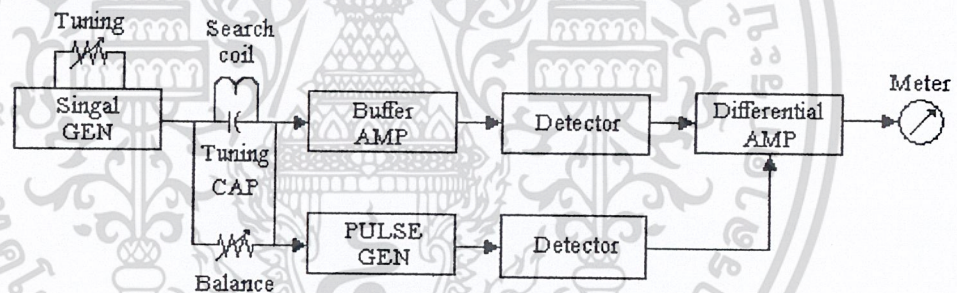 Tuning
Search
coil
Meter
Singal
GEN
Buffer
AMP
Detector
Differential
AMP
Tuning
CAP
PULSE
GEN
Detector
Balance